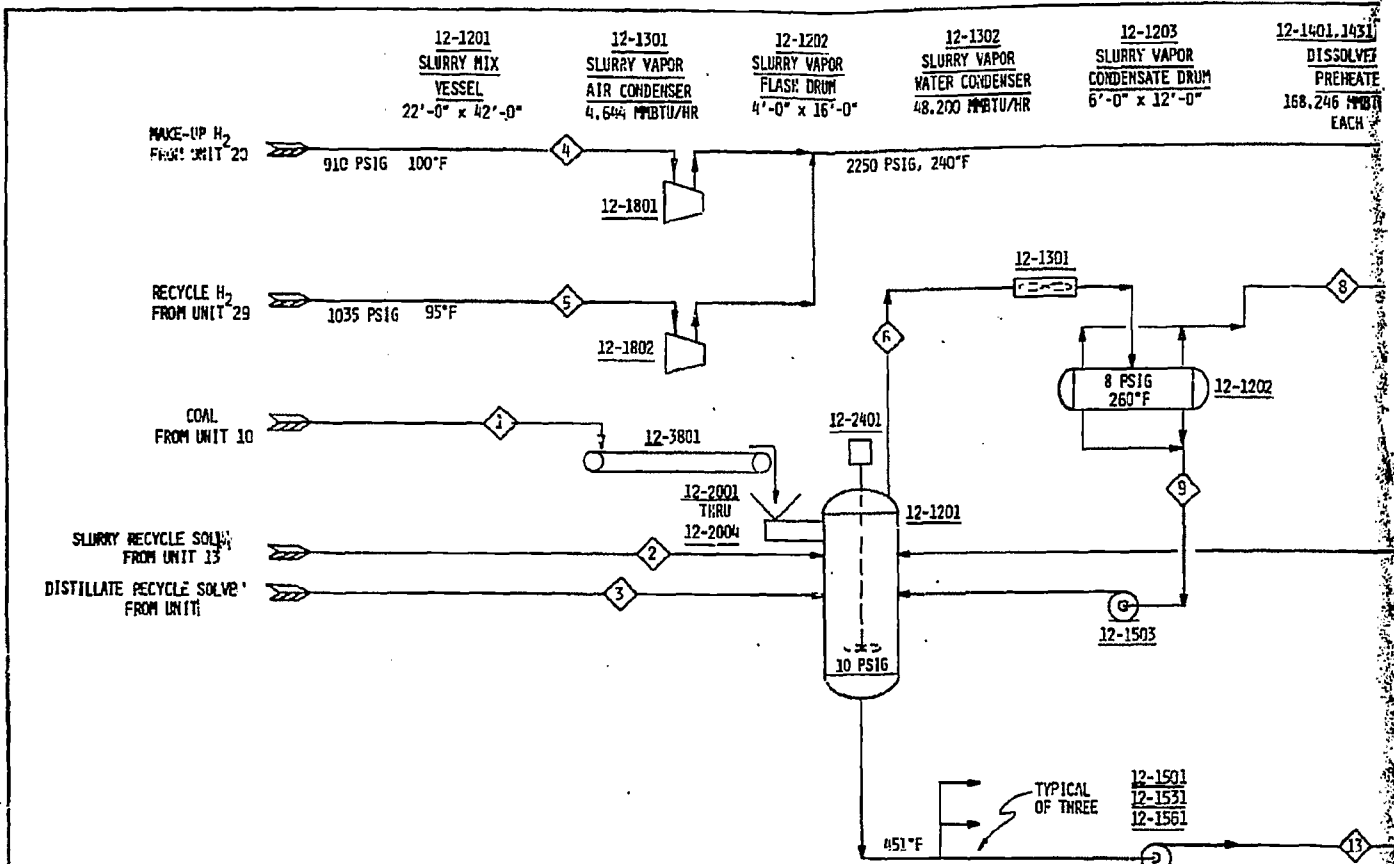 12-1201
SLURRY MIX
VESSEL
22'-0" x 42'-0"
12-1301
SLURRY VAPOR
AIR CONDENSER
4.644 MMBTU/HR
12-1202
SLURRY VAPOR
FLASH DRUM
4'-0" x 16'-0"
12-1302
SLURRY VAPOR
WATER CONDENSER
48.200 MMBTU/HR
12-1203
SLURRY VAPOR
CONDENSATE DRUM
6'-0" x 12'-0"
12-1401,1431
DISSOLVE
PREHEATE
168.246 MMBT
EACH
MAKE-UP H2
FROM UNIT
910 PSIG 100°F
4
12-1801
2250 PSIG, 240°F
RECYCLE H2
FROM UNIT 29
1035 PSIG 95°F
5
12-1802
6
12-1301
8
8 PSIG
260°F
12-1202
COAL
FROM UNIT 10
1
12-3801
12-2401
12-2001
THRU
12-2004
12-1201
9
SLURRY RECYCLE
FROM UNIT 13
2
DISTILLATE RECYCLE
FROM UNIT
3
12-1503
10 PSIG
451°F
TYPICAL
OF THREE
12-1501
12-1531
12-1561
13